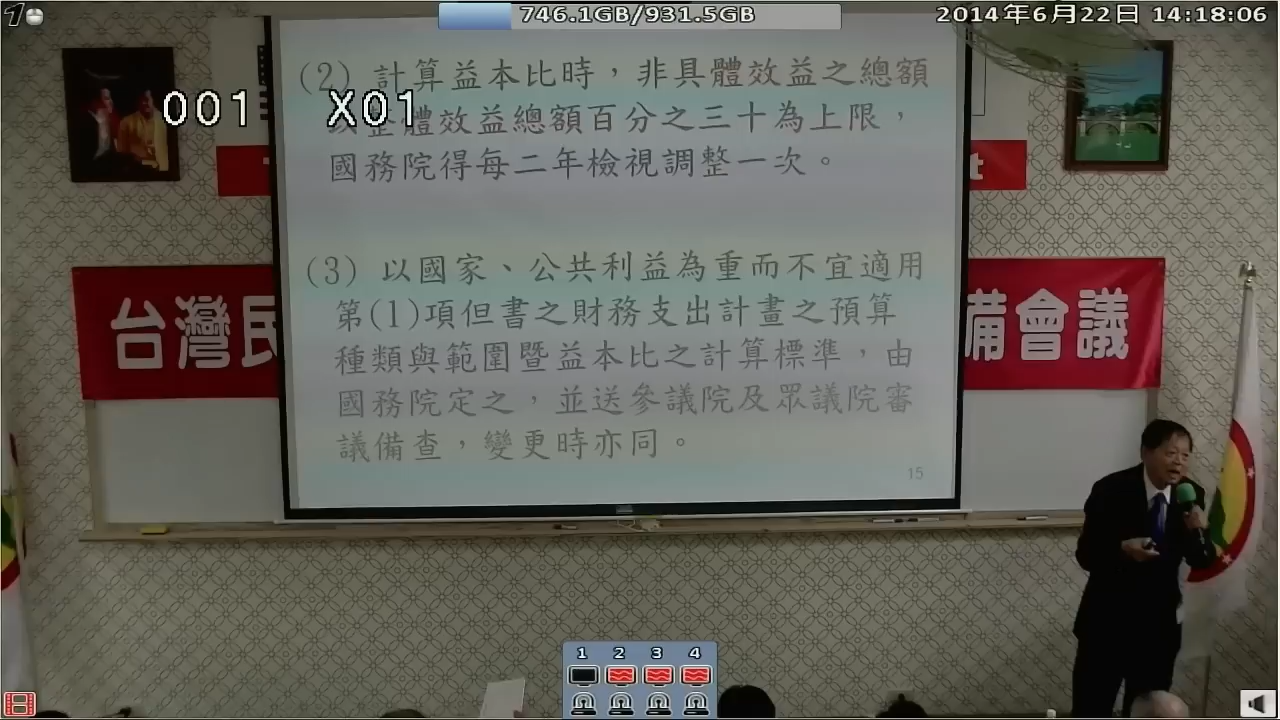 746.1GB/931.5GB
2014年6月22日 14:18:06
001 X01
(2) 計算益本比時，非具體效益之總額
整體效益總額百分之三十為上限，
國務院得每二年檢視調整一次。
t
(3) 以國家、公共利益為重而不宜適用
第(1)項但書之財務支出計畫之預算
種類與範圍暨益本比之計算標準，由
國務院定之，並送參議院及眾議院審
議備查，變更時亦同。
15
台灣民
備會議
1 2 3 4